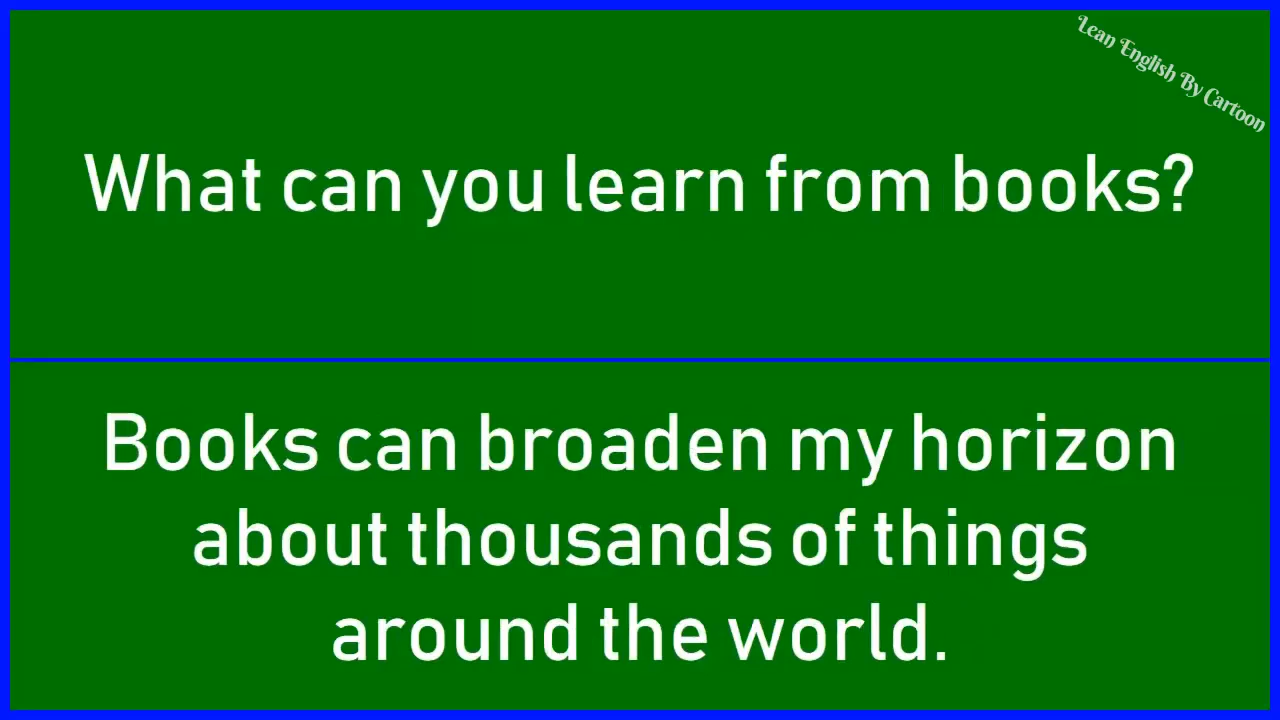 Lean English By Cartoon
What can you learn from books?
Books can broaden my horizon
about thousands of things
around the world.